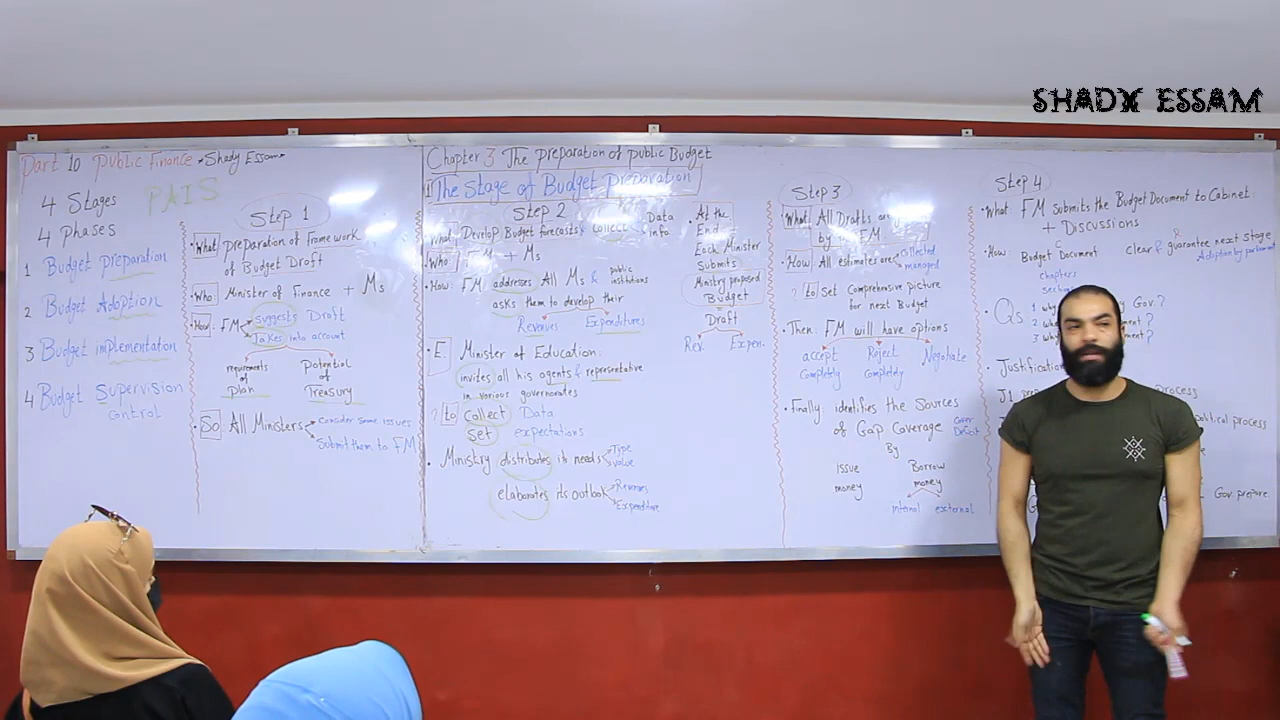 SHADY ESSAM
Part 10 Public Finance *Shady Essam*
PAIS
4 Stages
4 Phases
1 Budget preparation
2 Budget Adoption
3 Budget implementation
4 Budget Supervision
Control
Step 1
• What: preparation of Frame work
of Budget Draft
• Who: Minister of Finance + Ms
• How: FM suggests Draft
Takes into account
requirements of Plan
Potential of Treasury
• So All Ministers
Consider Some issues
Submit them to FM
Chapter 3 The Preparation of public Budget
The Stage of Budget Preparation
Step 2
What: Develop Budget forecasts & collect
Data
info
• Who: FM + Ms
• How: FM addresses All Ms & public institutions
asks them to develop their
Revenues Expenditures
• E. Minister of Education.
invites all his agents & representative
in various governorates
? to Collect Data
Set expectations
• Ministry distributes its needs
Type
value
elaborates its outlook
Revenues
Expenditure
• At the
End
Each Minister
Submits
Ministry proposed
Budget
=
Draft
Rev. Expen.
Step 3
• What: All Drafts are
by FM
• How: All estimates are
Collected
managed
? to Set Comprehensive picture
for next Budget
• Then: FM will have options
accept Completely
Reject Completely
Negotiate
• Finally: identifies the Sources
of Gap Coverage
Cover Deficit
By
issue money
Borrow money
internal external
Step 4
• What FM Submits the Budget Document to Cabinet
+ Discussions
• How: Budget Document
chapters
Clear & guarantee next stage
Adoption by parliament
• Qs
1 why Gov. ?
2 ment ?
3 ment ?
• Justification
J1 process
political process
Gov prepare.